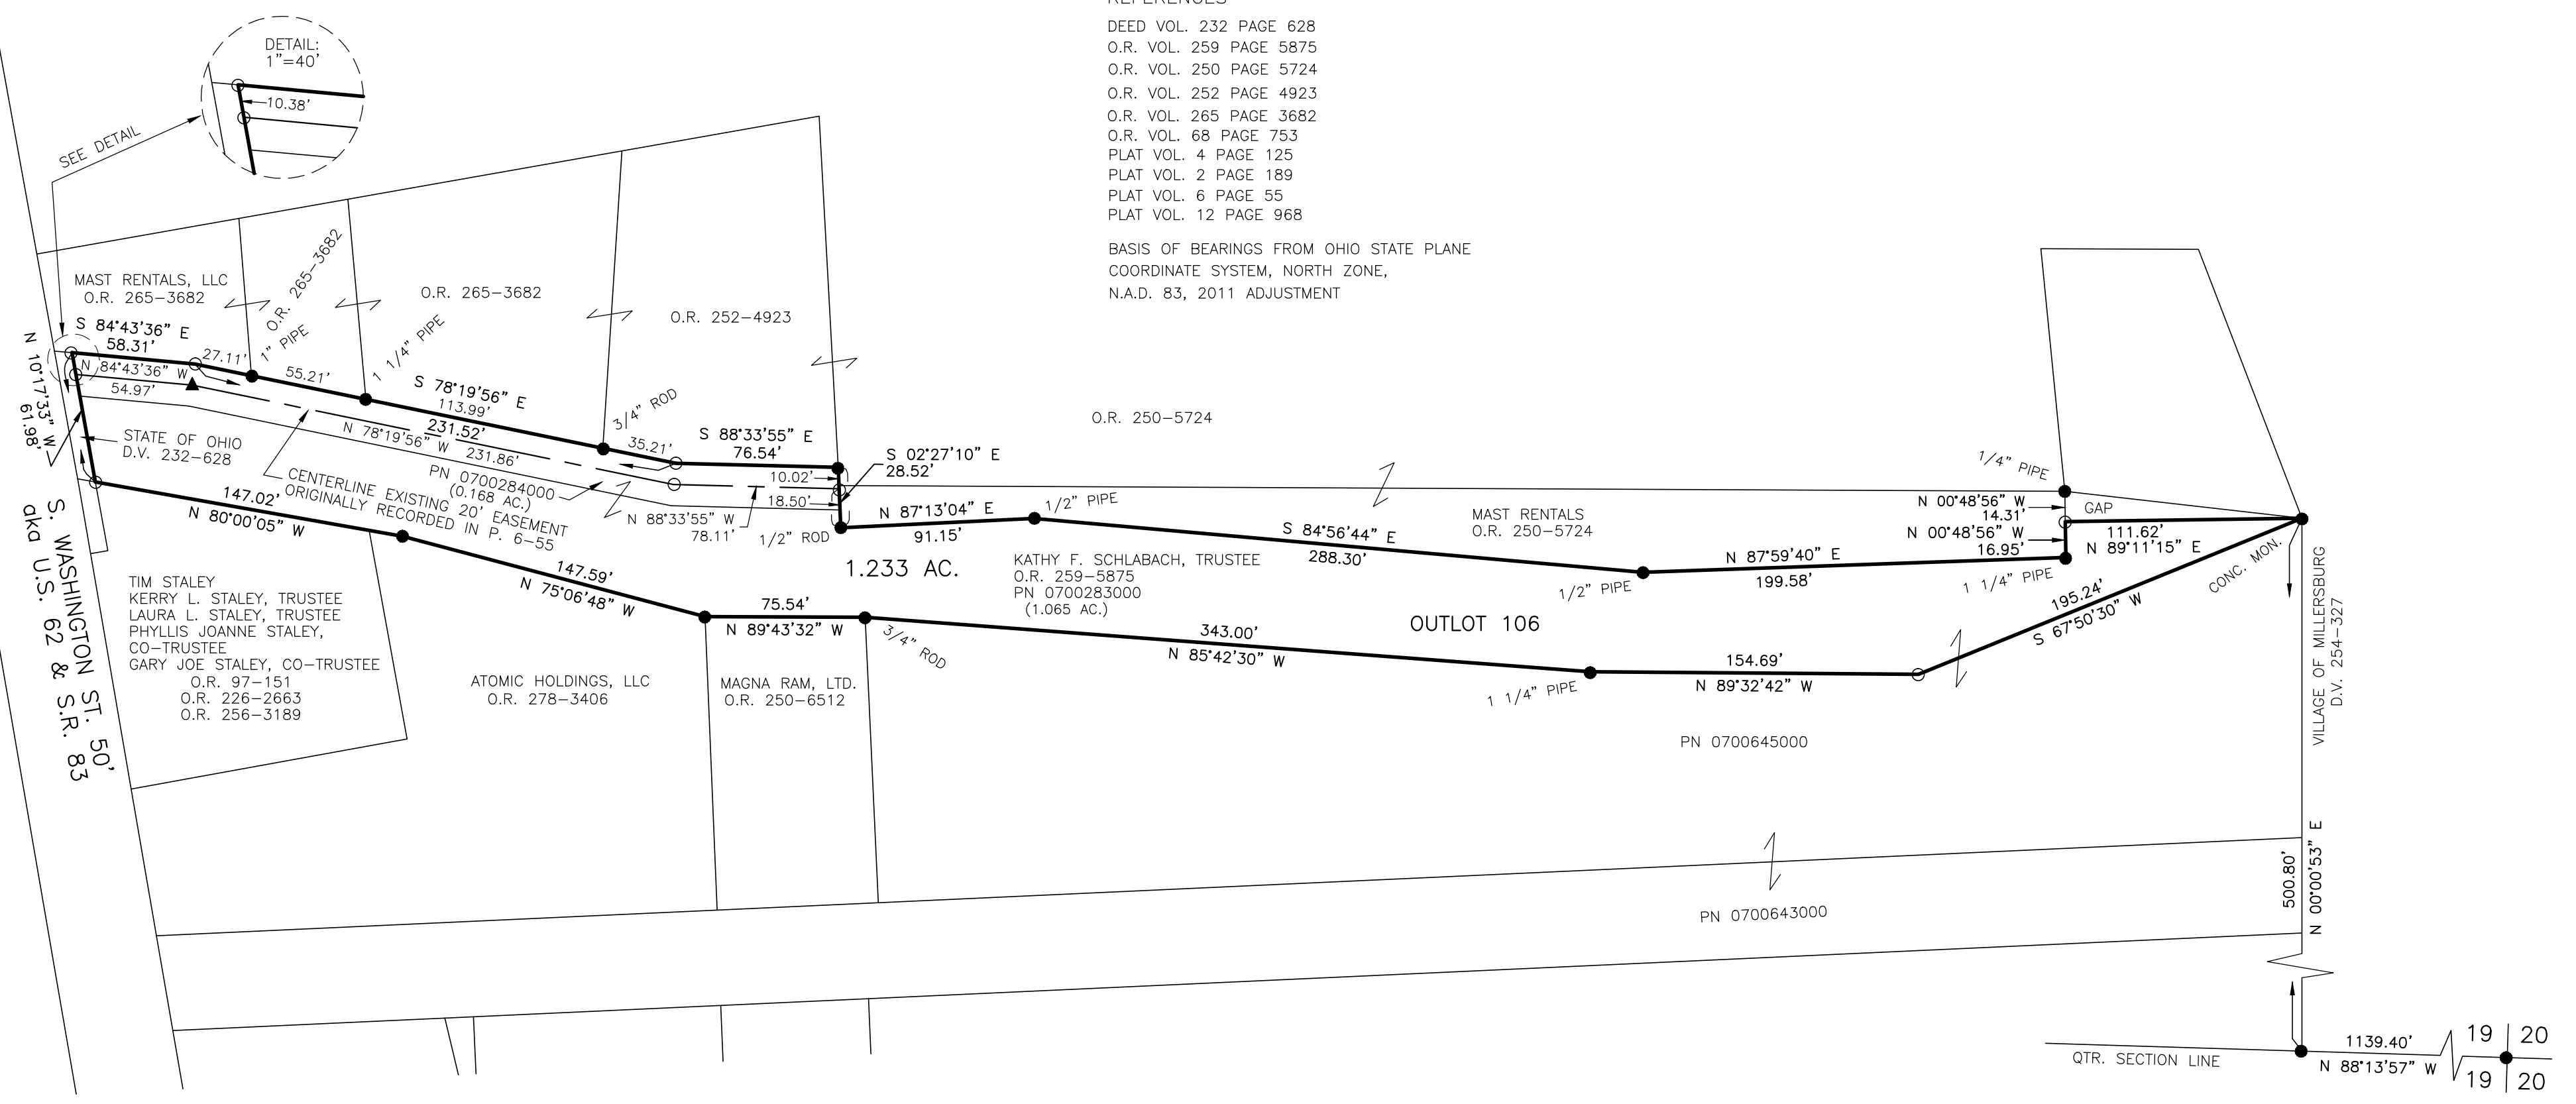 REFERENCES
DEED VOL. 232 PAGE 628
O.R. VOL. 259 PAGE 5875
O.R. VOL. 250 PAGE 5724
O.R. VOL. 252 PAGE 4923
O.R. VOL. 265 PAGE 3682
O.R. VOL. 68 PAGE 753
PLAT VOL. 4 PAGE 125
PLAT VOL. 2 PAGE 189
PLAT VOL. 6 PAGE 55
PLAT VOL. 12 PAGE 968
BASIS OF BEARINGS FROM OHIO STATE PLANE
COORDINATE SYSTEM, NORTH ZONE,
N.A.D. 83, 2011 ADJUSTMENT
DETAIL:
1"=40'
10.38'
SEE DETAIL
MAST RENTALS, LLC
O.R. 265-3682
O.R. 265-3682
O.R. 265-3682
O.R. 252-4923
O.R. 250-5724
S 84°43'36" E
58.31'
27.11'
1" PIPE
55.21'
1 1/4" PIPE
S 78°19'56" E
113.99'
231.52'
3/4" ROD
35.21'
S 88°33'55" E
76.54'
S 02°27'10" E
28.52'
10.02'
18.50'
N 84°43'36" W
54.97'
N 10°17'33" W
61.98'
N 78°19'56" W
231.86'
STATE OF OHIO
D.V. 232-628
PN 0700284000
(0.168 AC.)
CENTERLINE EXISTING 20' EASEMENT
ORIGINALLY RECORDED IN P. 6-55
N 88°33'55" W
78.11'
1/2" ROD
N 87°13'04" E
91.15'
1/2" PIPE
S 84°56'44" E
288.30'
MAST RENTALS
O.R. 250-5724
1/2" PIPE
N 87°59'40" E
199.58'
1/4" PIPE
N 00°48'56" W
14.31'
GAP
N 00°48'56" W
16.95'
1 1/4" PIPE
111.62'
N 89°11'15" E
CONC. MON.
195.24'
S 67°50'30" W
VILLAGE OF MILLERSBURG
D.V. 254-327
147.02'
N 80°00'05" W
147.59'
N 75°06'48" W
1.233 AC.
KATHY F. SCHLABACH, TRUSTEE
O.R. 259-5875
PN 0700283000
(1.065 AC.)
OUTLOT 106
75.54'
N 89°43'32" W
3/4" ROD
343.00'
N 85°42'30" W
1 1/4" PIPE
154.69'
N 89°32'42" W
S. WASHINGTON ST. 50'
aka U.S. 62 & S.R. 83
TIM STALEY
KERRY L. STALEY, TRUSTEE
LAURA L. STALEY, TRUSTEE
PHYLLIS JOANNE STALEY,
CO-TRUSTEE
GARY JOE STALEY, CO-TRUSTEE
O.R. 97-151
O.R. 226-2663
O.R. 256-3189
ATOMIC HOLDINGS, LLC
O.R. 278-3406
MAGNA RAM, LTD.
O.R. 250-6512
PN 0700645000
PN 0700643000
500.80'
N 00°00'53" E
QTR. SECTION LINE
1139.40'
N 88°13'57" W
19 20
19 20